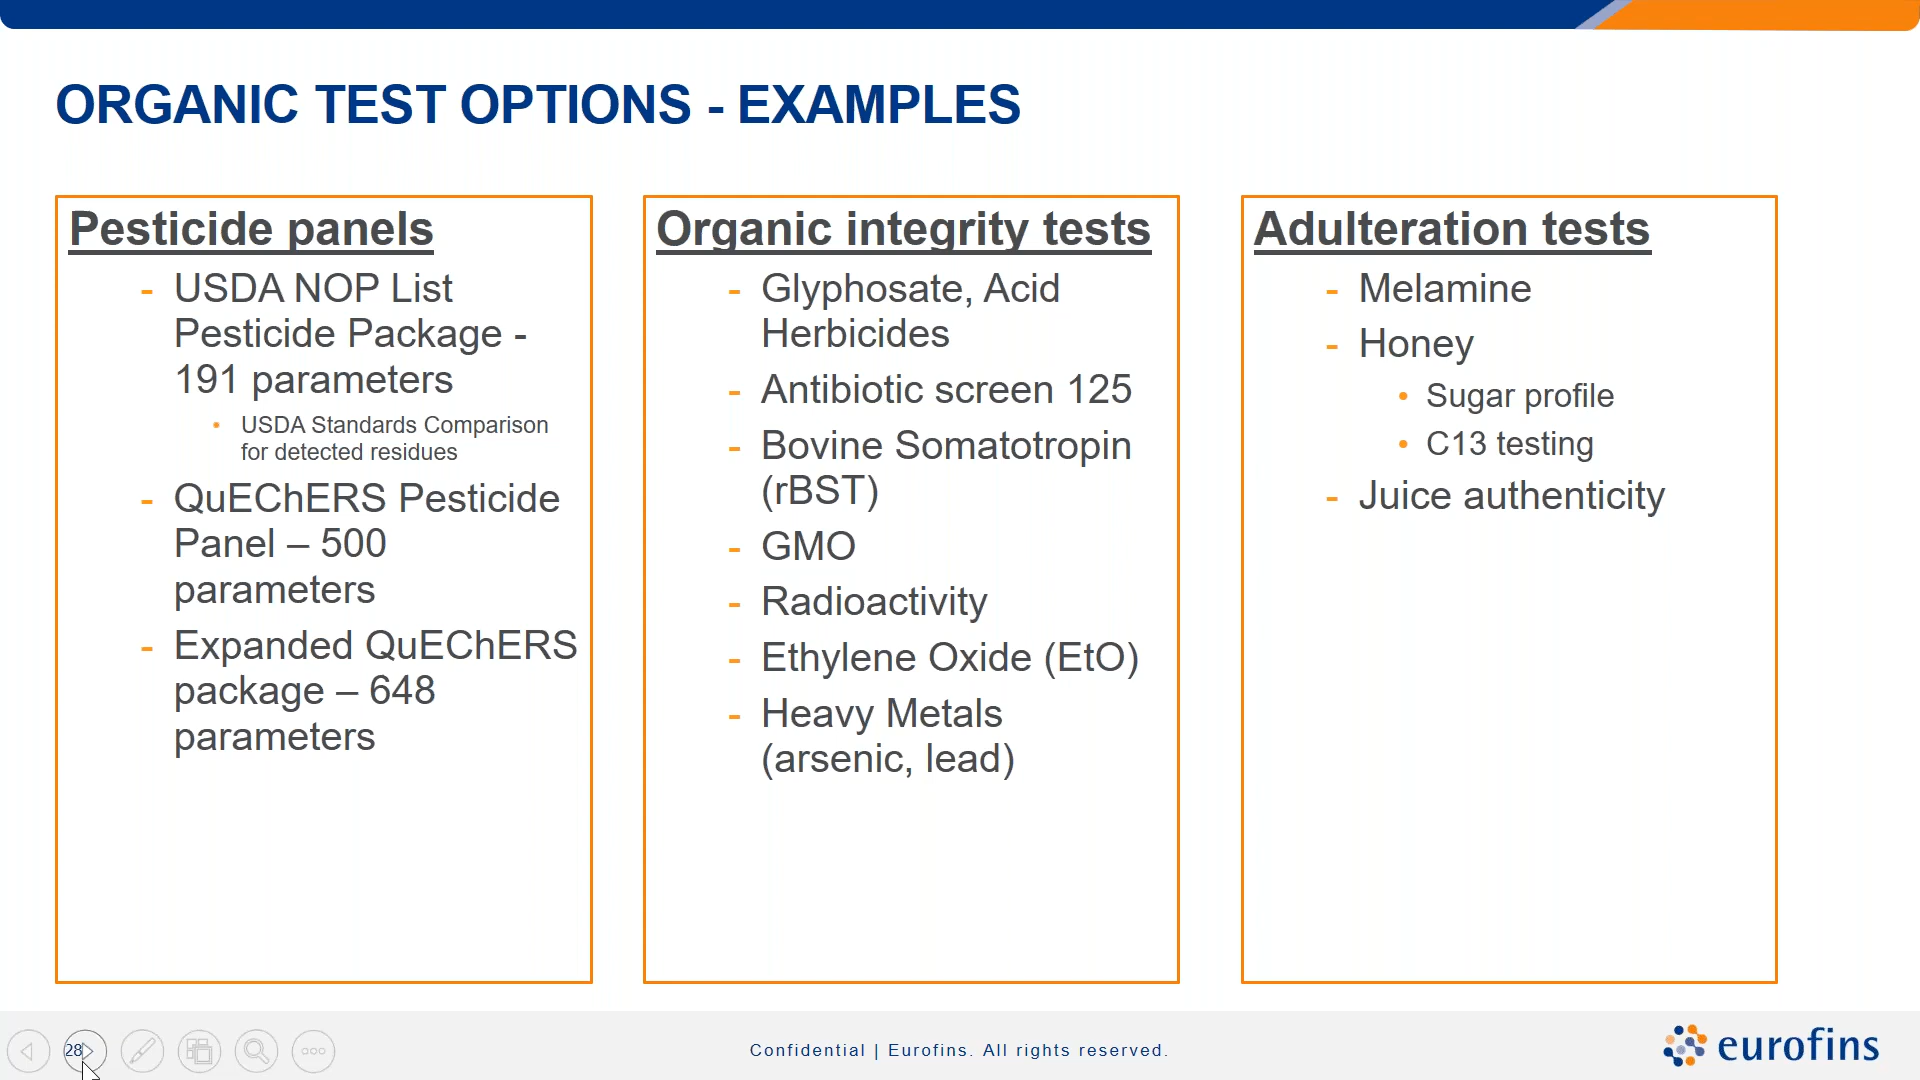 ORGANIC TEST OPTIONS - EXAMPLES
Pesticide panels
- USDA NOP List
Pesticide Package -
191 parameters
• USDA Standards Comparison
for detected residues
- QuEChERS Pesticide
Panel – 500
parameters
- Expanded QuEChERS
package – 648
parameters
Organic integrity tests
- Glyphosate, Acid
Herbicides
- Antibiotic screen 125
- Bovine Somatotropin
(rBST)
- GMO
- Radioactivity
- Ethylene Oxide (EtO)
- Heavy Metals
(arsenic, lead)
Adulteration tests
- Melamine
- Honey
• Sugar profile
• C13 testing
- Juice authenticity
28
Confidential | Eurofins. All rights reserved.
eurofins